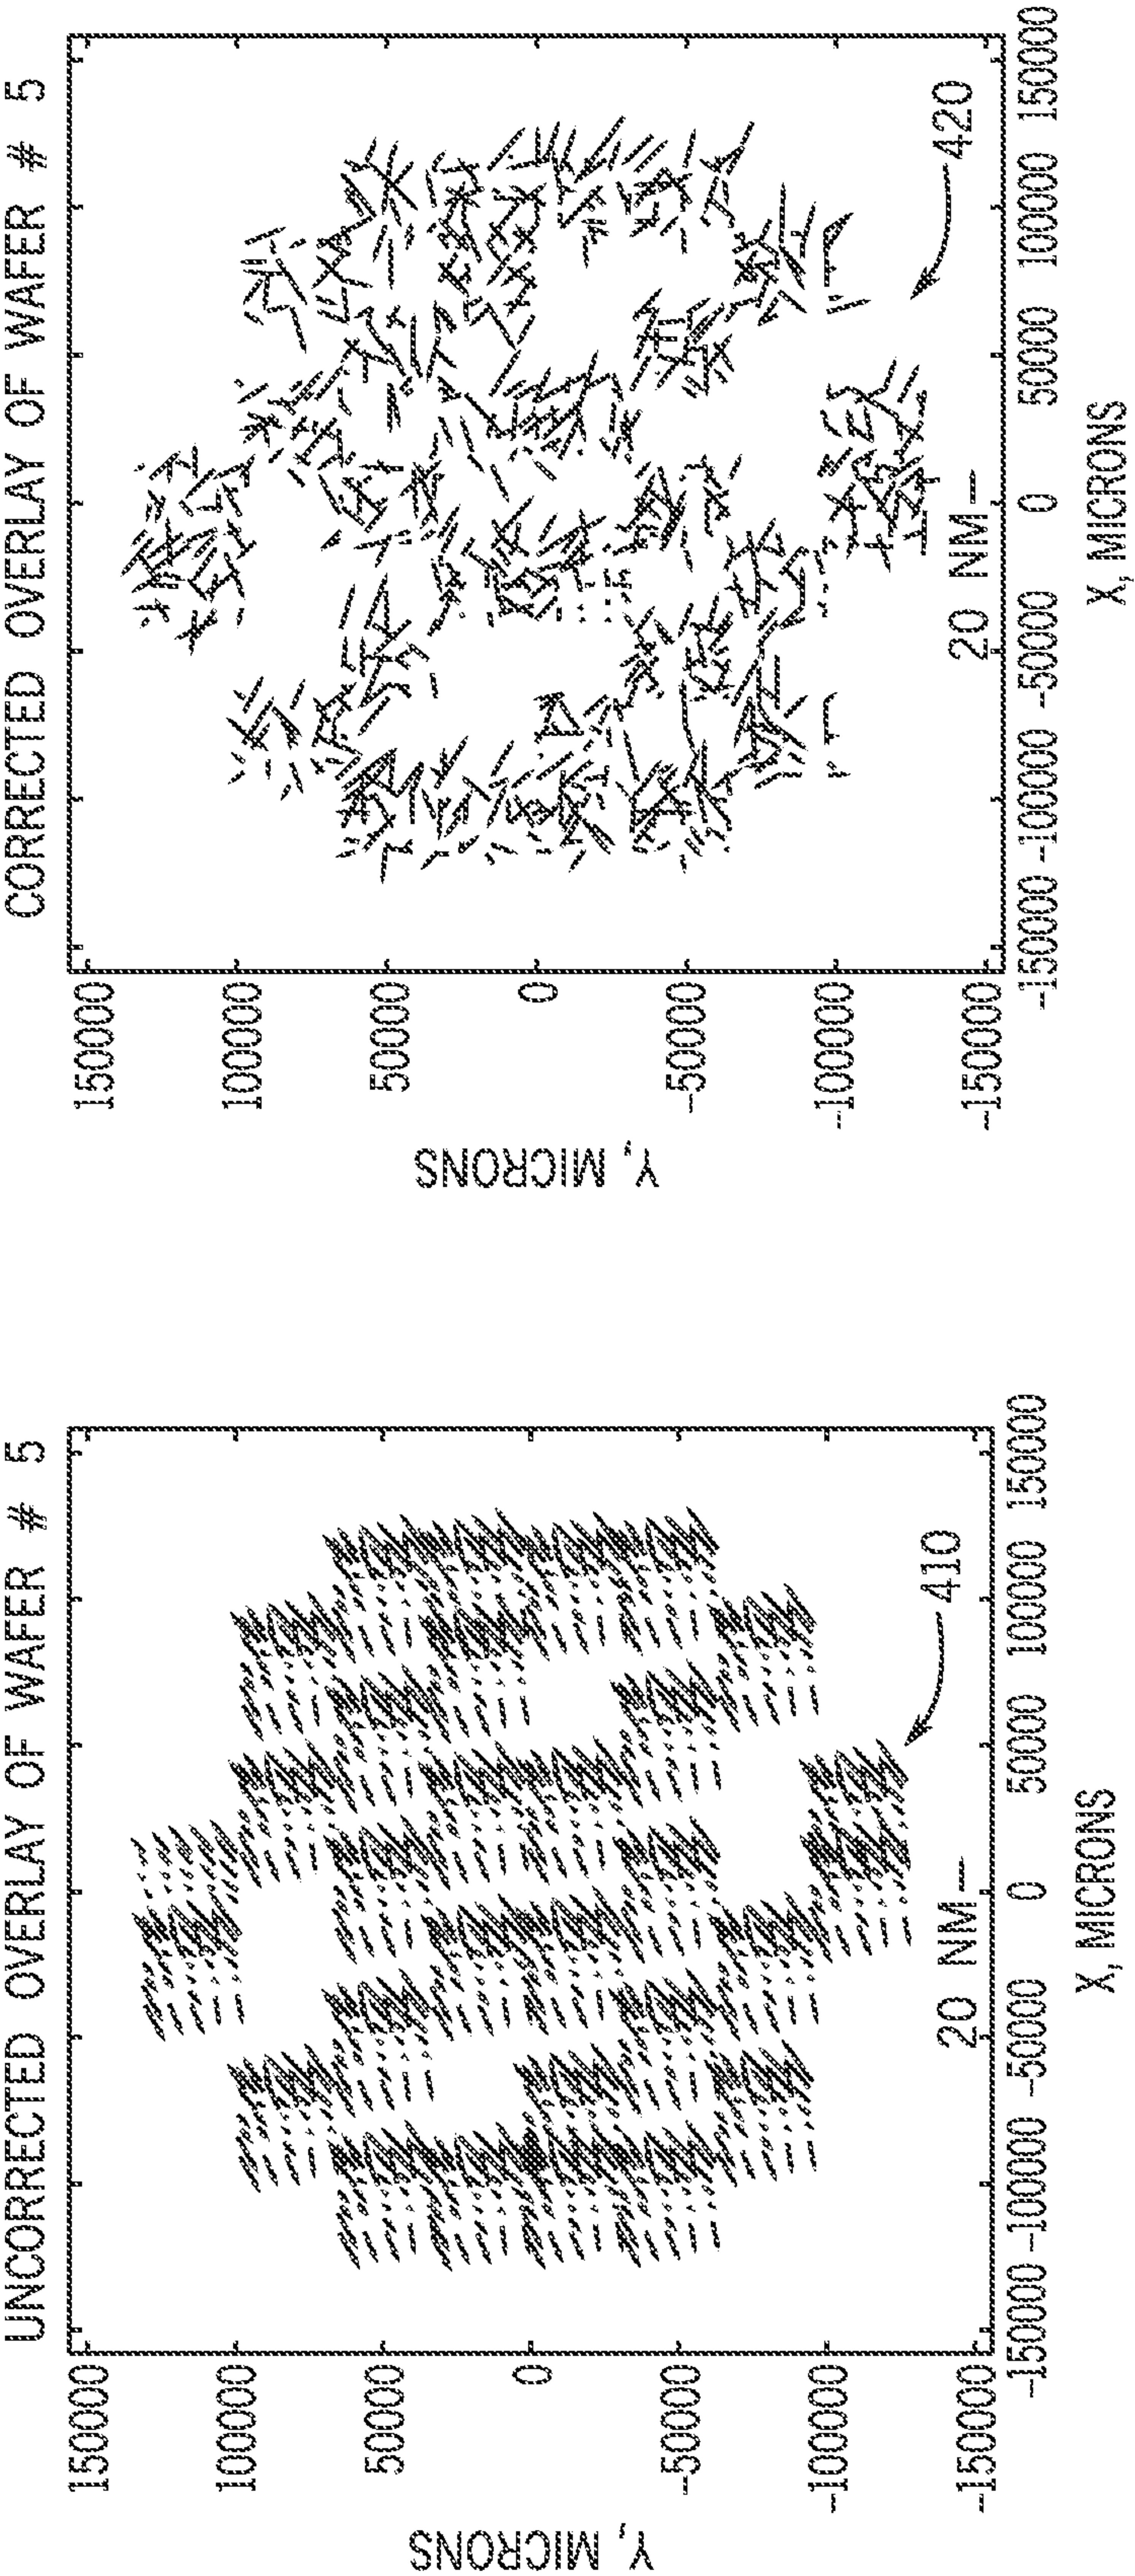 UNCORRECTED OVERLAY OF WAFER # 5
150000
100000
50000
0
-50000
-100000
-150000
Y, MICRONS
-150000 -100000 -50000 0 50000 100000 150000
X, MICRONS
20 NM
410
CORRECTED OVERLAY OF WAFER # 5
150000
100000
50000
0
-50000
-100000
-150000
Y, MICRONS
-150000 -100000 -50000 0 50000 100000 150000
X, MICRONS
20 NM
420